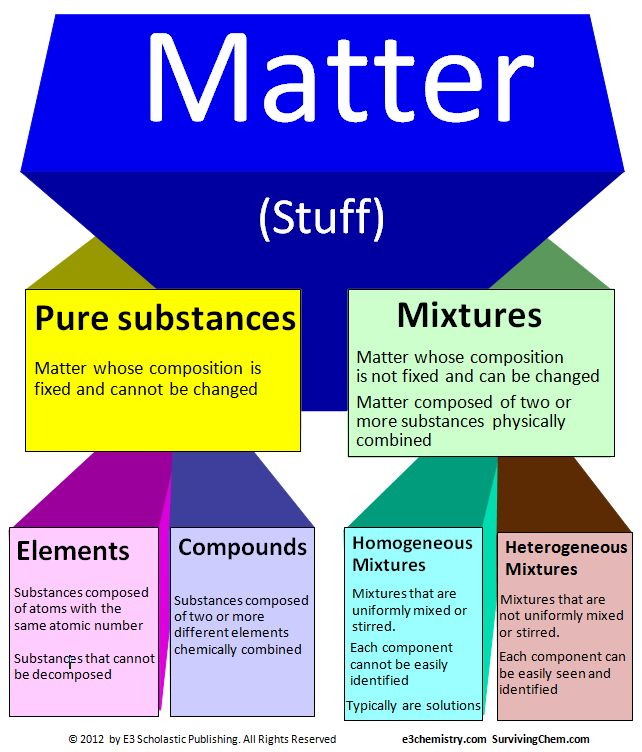 Matter
(Stuff)
Pure substances
Matter whose composition is
fixed and cannot be changed
Mixtures
Matter whose composition
is not fixed and can be changed
Matter composed of two or
more substances physically
combined
Elements
Substances composed
of atoms with the
same atomic number
Substances that cannot
be decomposed
Compounds
Substances composed
of two or more
different elements
chemically combined
Homogeneous
Mixtures
Mixtures that are
uniformly mixed or
stirred.
Each component
cannot be easily
identified
Typically are solutions
Heterogeneous
Mixtures
Mixtures that are
not uniformly mixed
or stirred.
Each component can
be easily seen and
identified
© 2012 by E3 Scholastic Publishing. All Rights Reserved
e3chemistry.com SurvivingChem.com